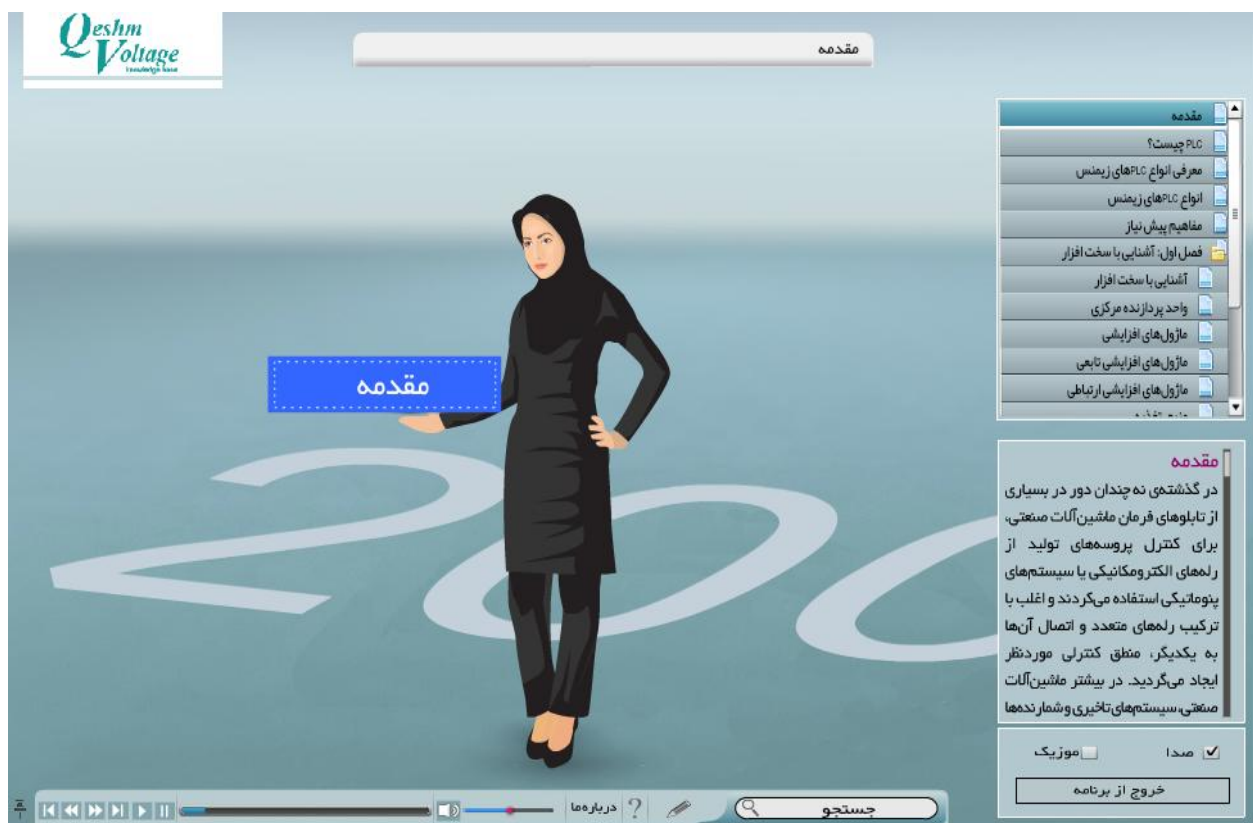 Qeshm
Voltage
knowledge base
مقدمه
مقدمه
PLC چیست؟
معرفی انواع PLCهای زیمنس
انواع PLCهای زیمنس
مفاهیم پیش نیاز
فصل اول: آشنایی با سخت افزار
آشنایی با سخت افزار
واحد پردازنده مرکزی
ماژول‌های افزایشی
ماژول‌های افزایشی تابعی
ماژول‌های افزایشی ارتباطی
مقدمه
200
مقدمه
در گذشته‌ی نه چندان دور در بسیاری
از تابلوهای فرمان ماشین‌آلات صنعتی،
برای کنترل پروسه‌های تولید از
رله‌های الکترومکانیکی یا سیستم‌های
پنوماتیکی استفاده می‌کردند و اغلب با
ترکیب رله‌های متعدد و اتصال آن‌ها
به یکدیگر، منطق کنترلی موردنظر
ایجاد می‌گردید. در بیشتر ماشین‌آلات
صنعتی،سیستم‌های تاخیری و شمارنده‌ها
صدا
موزیک
خروج از برنامه
جستجو
? درباره‌ما